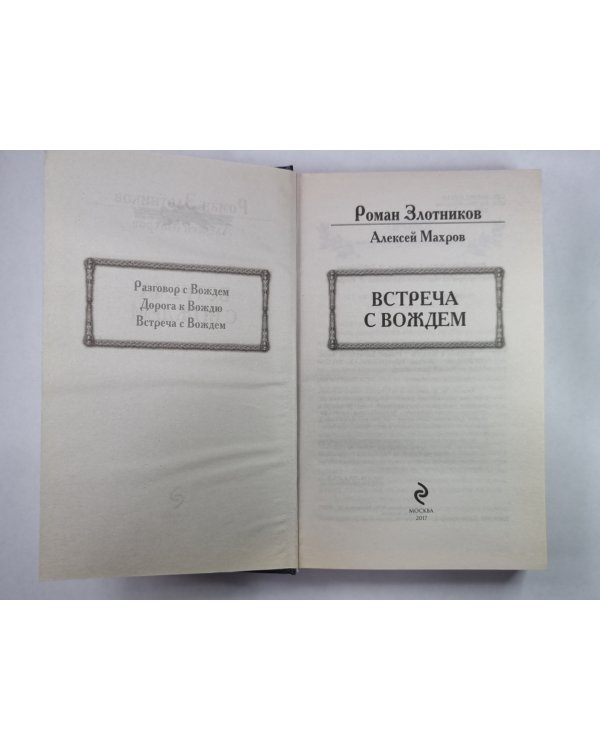 Разговор с Вождем
Дорога к Вождю
Встреча с Вождем
Роман Злотников
Алексей Махров
ВСТРЕЧА
С ВОЖДЕМ
МОСКВА
2017